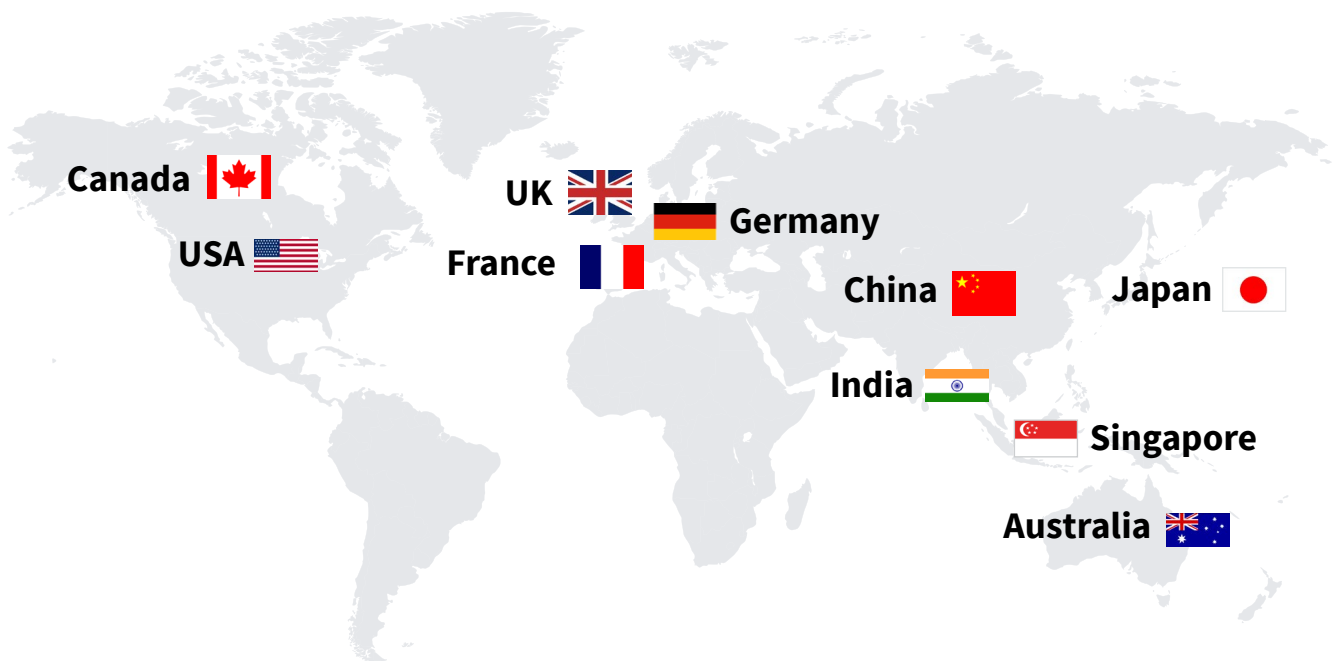 Canada
UK
Germany
USA
France
China
Japan
India
Singapore
Australia